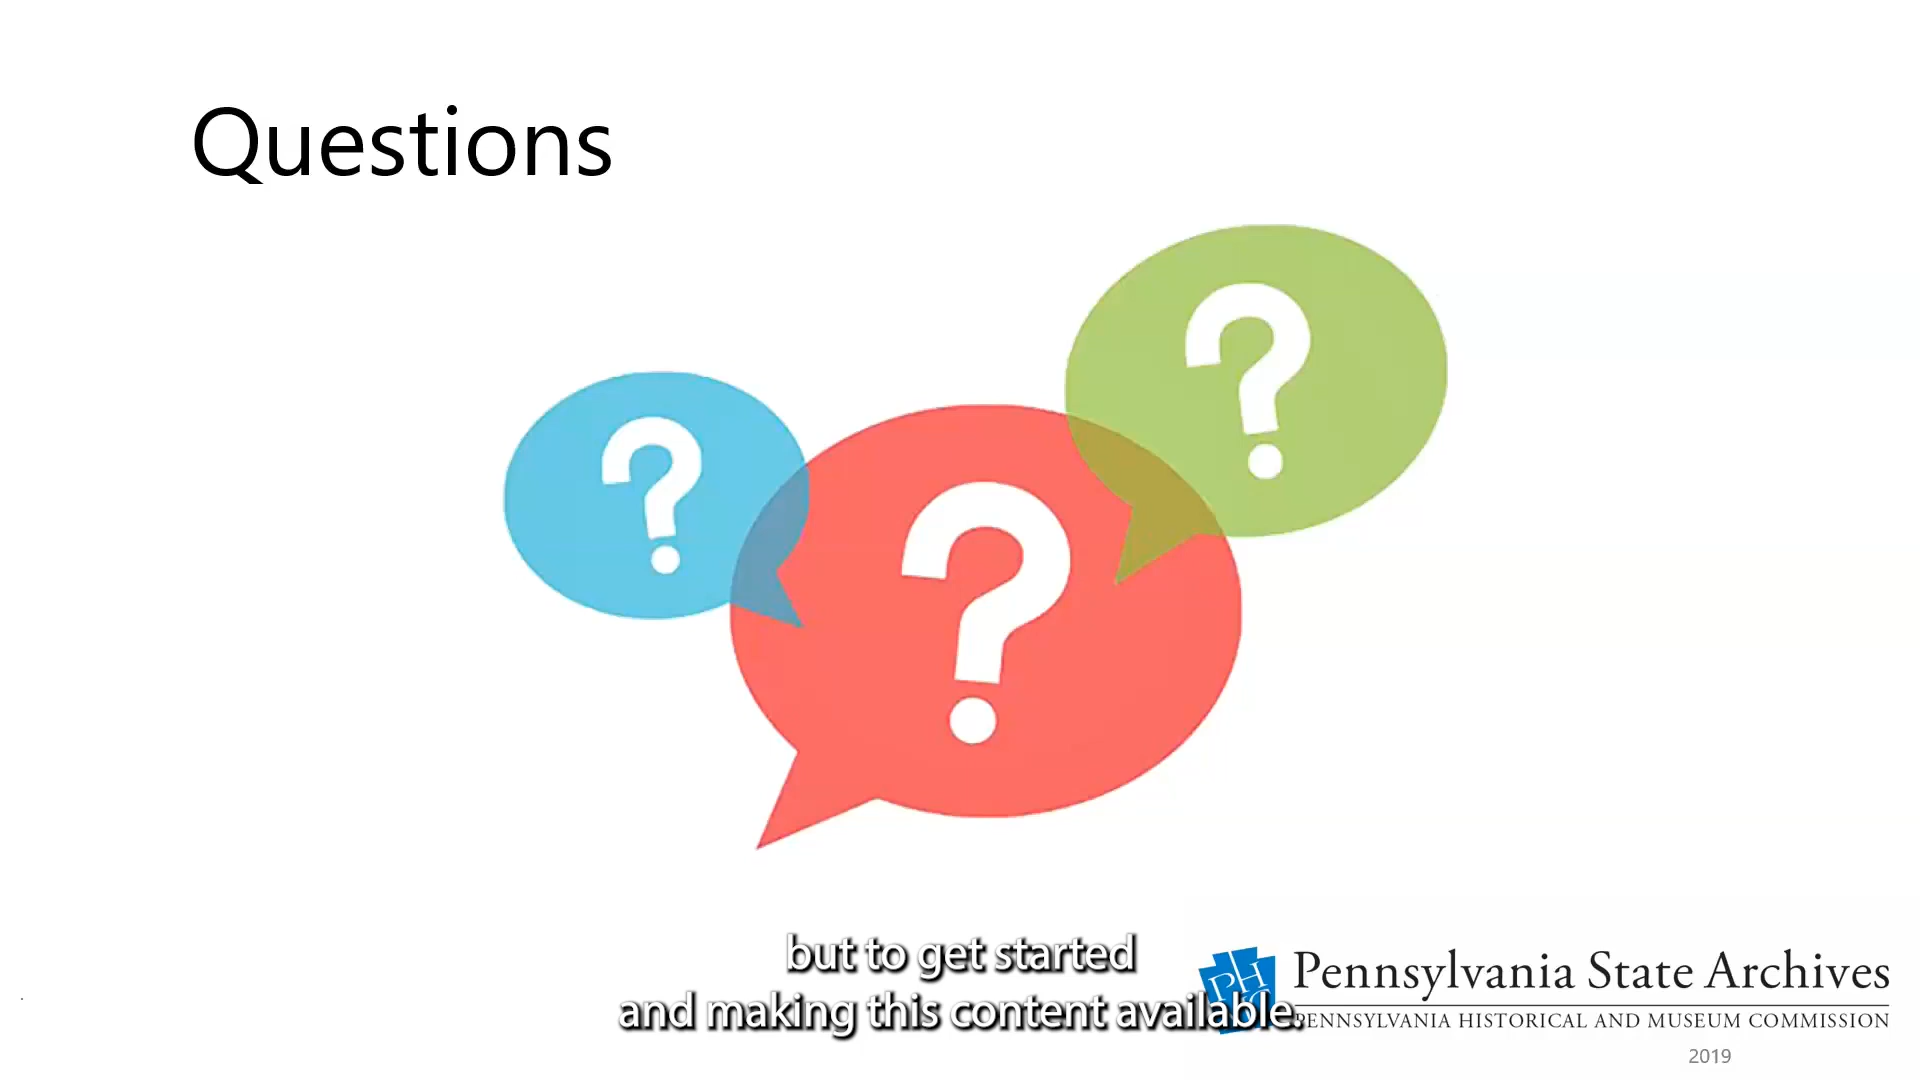 Questions
?
?
?
but to get started
and making this content available.
PH
Pennsylvania State Archives
PENNSYLVANIA HISTORICAL AND MUSEUM COMMISSION
2019